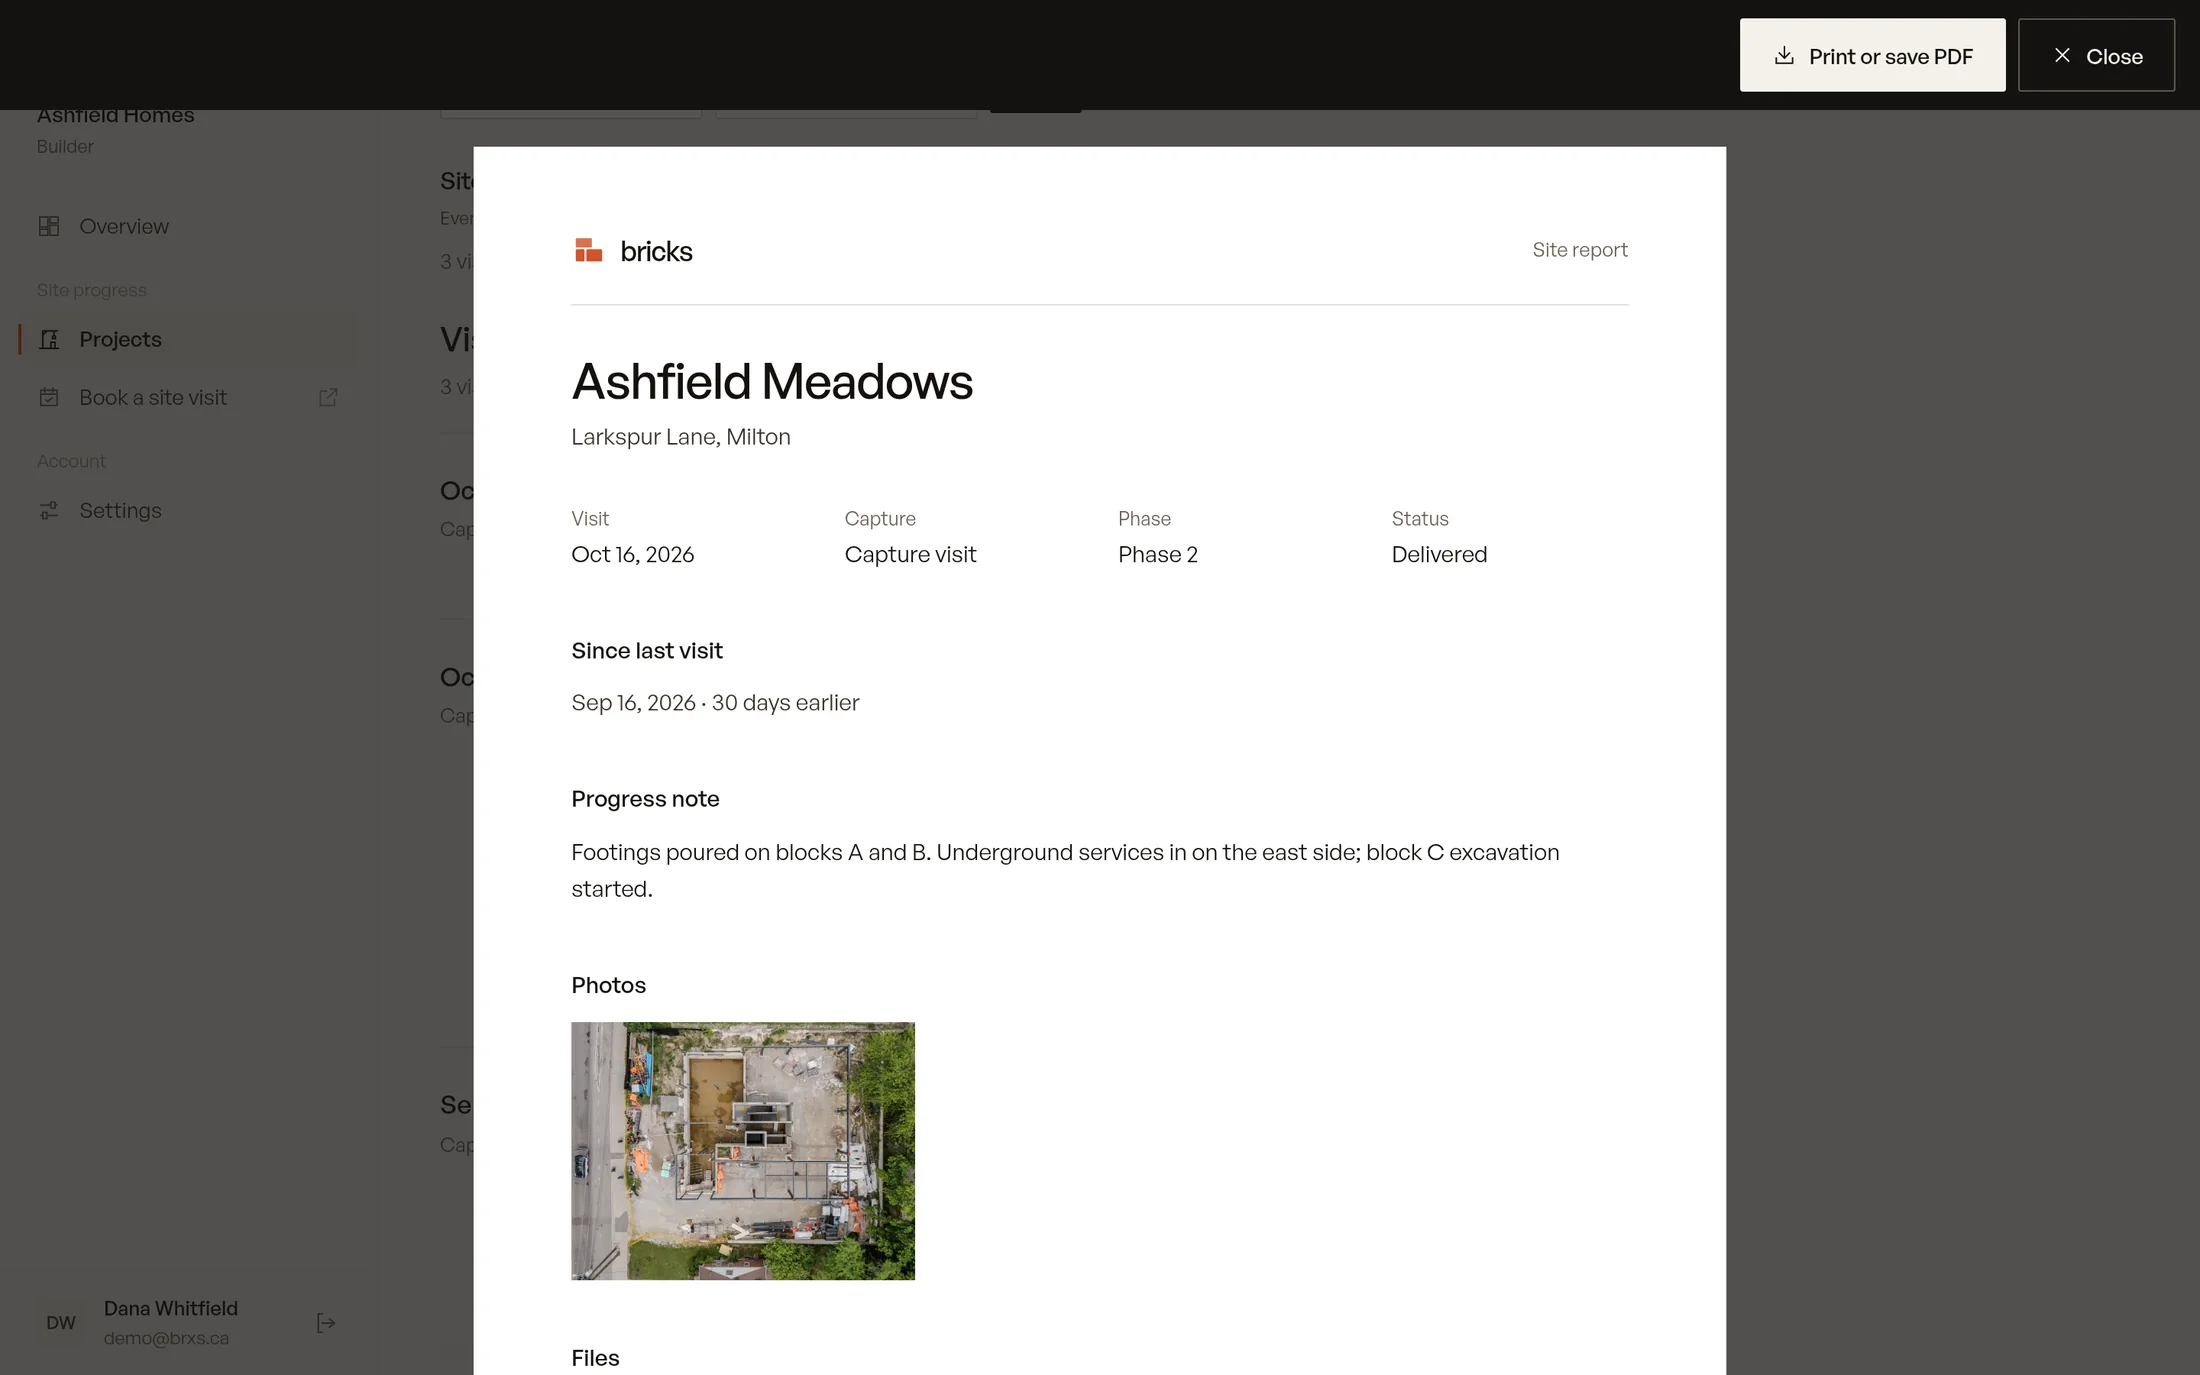 Print or save PDF
Close
Ashfield Homes
Builder
Overview
Site progress
Projects
Book a site visit
Account
Settings
Dana Whitfield
DW
demo@brxs.ca
3
3
bricks
Site report
Ashfield Meadows
Larkspur Lane, Milton
Visit
Capture
Phase
Status
Oct 16, 2026
Capture visit
Phase 2
Delivered
Since last visit
Sep 16, 2026 · 30 days earlier
Progress note
Footings poured on blocks A and B. Underground services in on the east side; block C excavation
started.
Photos
Files